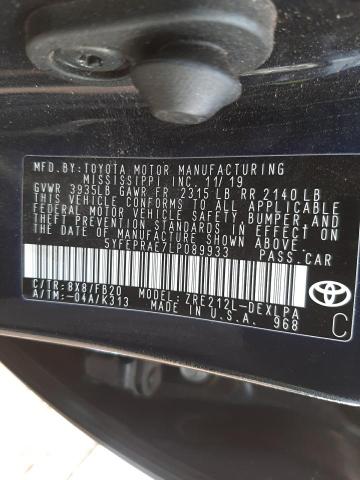 MFD.BY:TOYOTA MOTOR MANUFACTURING
MISSISSIPPI INC. 11/19
GVWR 3935LB GAWR FR 2315 LB RR 2140 LB
THIS VEHICLE CONFORMS TO ALL APPLICABLE
FEDERAL MOTOR VEHICLE SAFETY, BUMPER, AND
THEFT PREVENTION STANDARDS IN EFFECT ON
THE DATE OF MANUFACTURE SHOWN ABOVE.
5YFEPRAE7LP089933 PASS.CAR
C/TR:8X8/FB20 MODEL:ZRE212L-DEXLPA
A/TM:-04A/K313 MADE IN U.S.A. 968
C